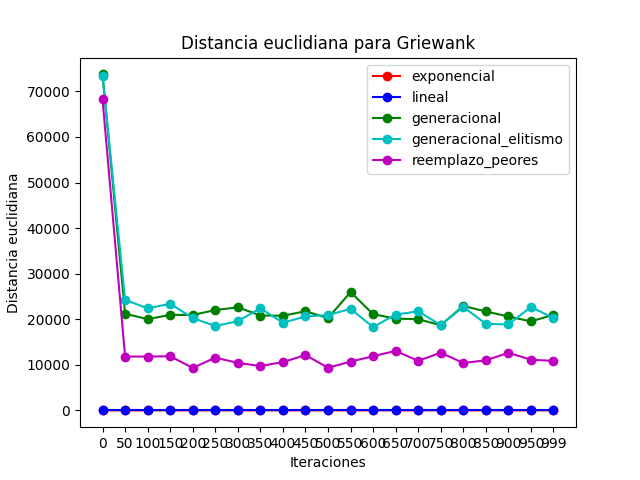 Distancia euclidiana para Griewank
exponencial
lineal
generacional
generacional_elitismo
reemplazo_peores
Distancia euclidiana
70000
60000
50000
40000
30000
20000
10000
0
0 50 100 150 200 250 300 350 400 450 500 550 600 650 700 750 800 850 900 950 999
Iteraciones